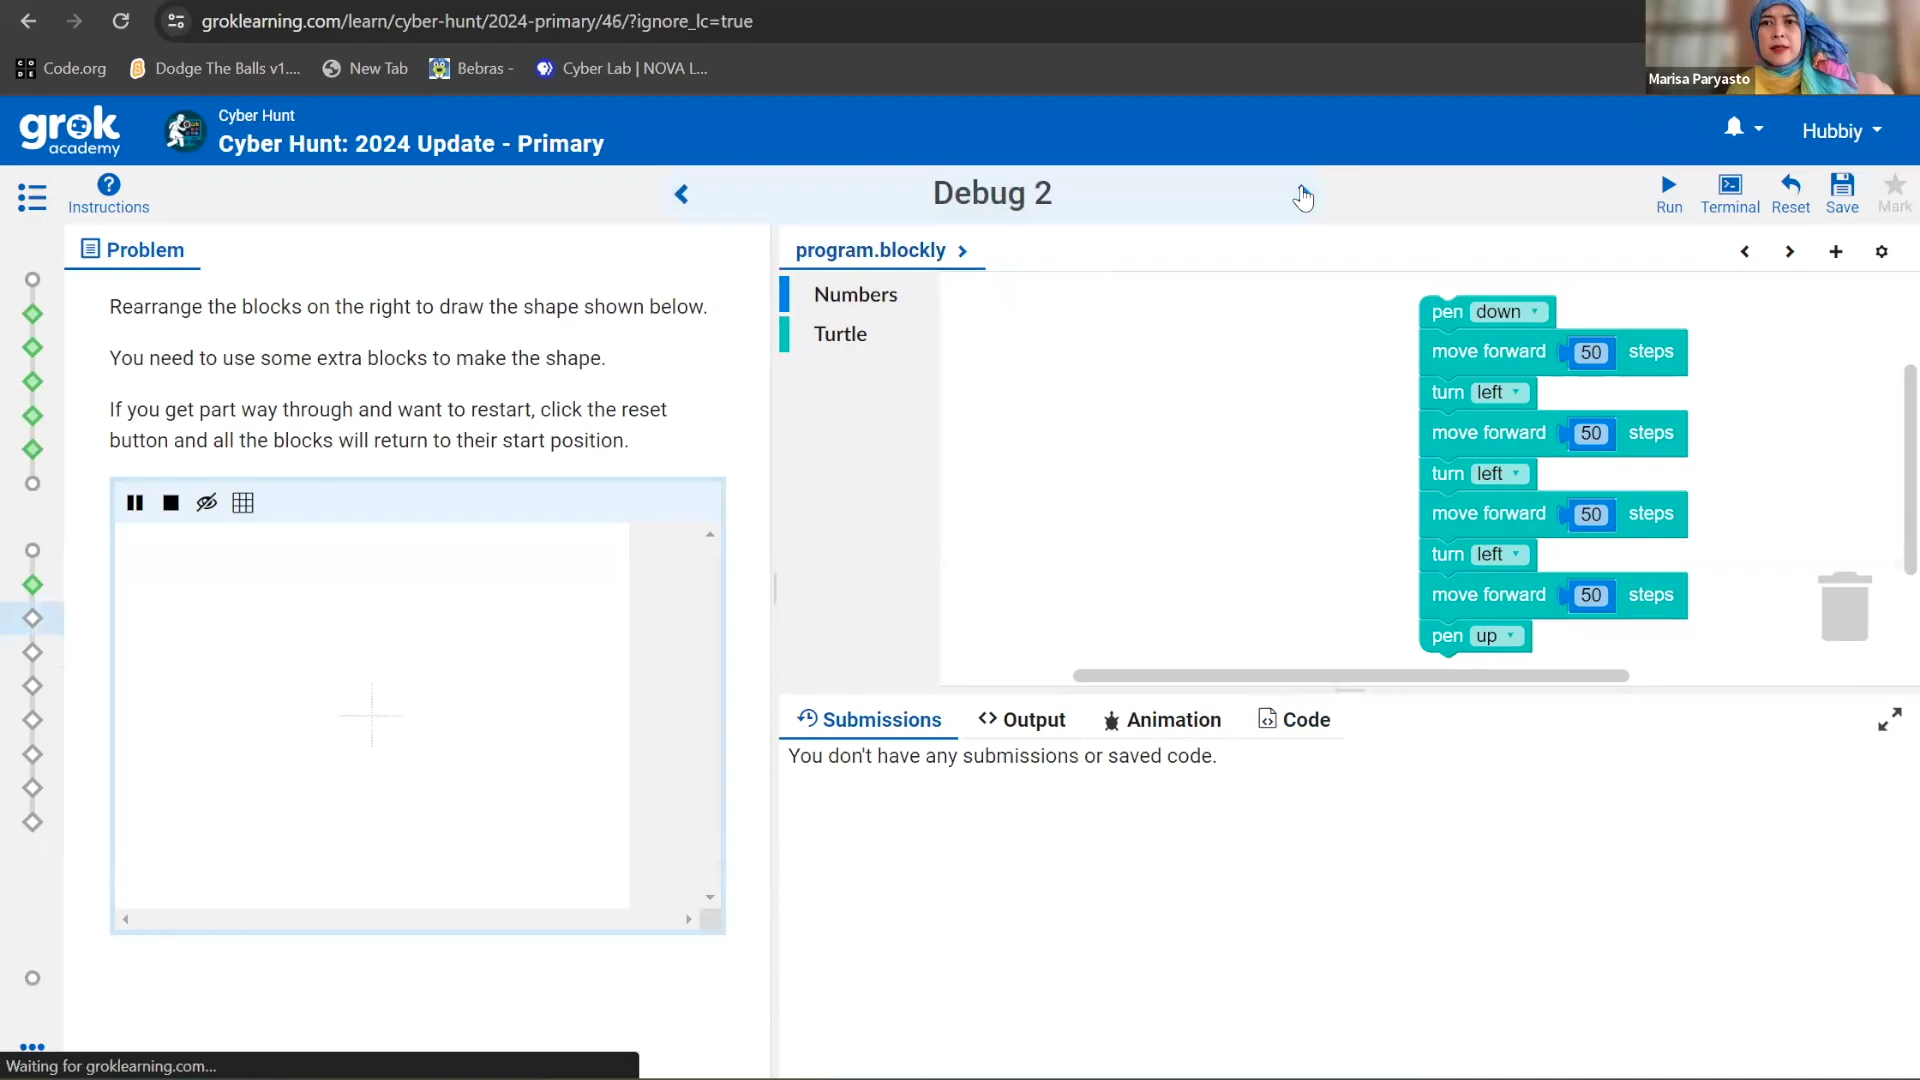 groklearning.com/learn/cyber-hunt/2024-primary/46/?ignore_lc=true
Code.org
Dodge The Balls v1....
New Tab
Bebras -
Cyber Lab | NOVA L...
Marisa Paryasto
grok
academy
Cyber Hunt
Cyber Hunt: 2024 Update - Primary
Hubbiy
Instructions
Debug 2
Run
Terminal
Reset
Save
Mark
Problem
Rearrange the blocks on the right to draw the shape shown below.
You need to use some extra blocks to make the shape.
If you get part way through and want to restart, click the reset
button and all the blocks will return to their start position.
program.blockly
Numbers
Turtle
pen down
move forward 50 steps
turn left
move forward 50 steps
turn left
move forward 50 steps
turn left
move forward 50 steps
pen up
Submissions
Output
Animation
Code
You don't have any submissions or saved code.
Waiting for groklearning.com...